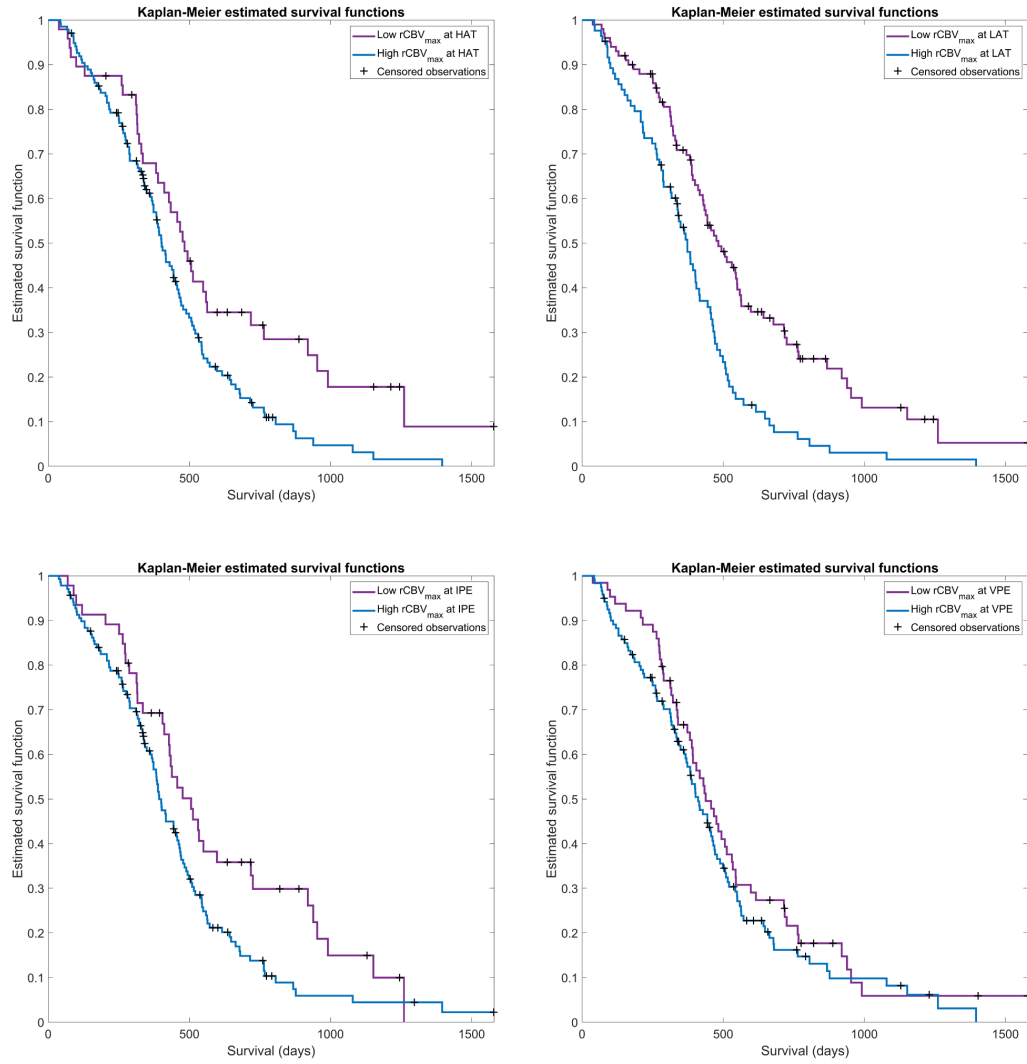 Kaplan-Meier estimated survival functions
Low rCBVmax at HAT
High rCBVmax at HAT
Censored observations
Estimated survival function
1
0.9
0.8
0.7
0.6
0.5
0.4
0.3
0.2
0.1
0
0 500 1000 1500
Survival (days)
Kaplan-Meier estimated survival functions
Low rCBVmax at LAT
High rCBVmax at LAT
Censored observations
Estimated survival function
1
0.9
0.8
0.7
0.6
0.5
0.4
0.3
0.2
0.1
0
0 500 1000 1500
Survival (days)
Kaplan-Meier estimated survival functions
Low rCBVmax at IPE
High rCBVmax at IPE
Censored observations
Estimated survival function
1
0.9
0.8
0.7
0.6
0.5
0.4
0.3
0.2
0.1
0
0 500 1000 1500
Survival (days)
Kaplan-Meier estimated survival functions
Low rCBVmax at VPE
High rCBVmax at VPE
Censored observations
Estimated survival function
1
0.9
0.8
0.7
0.6
0.5
0.4
0.3
0.2
0.1
0
0 500 1000 1500
Survival (days)